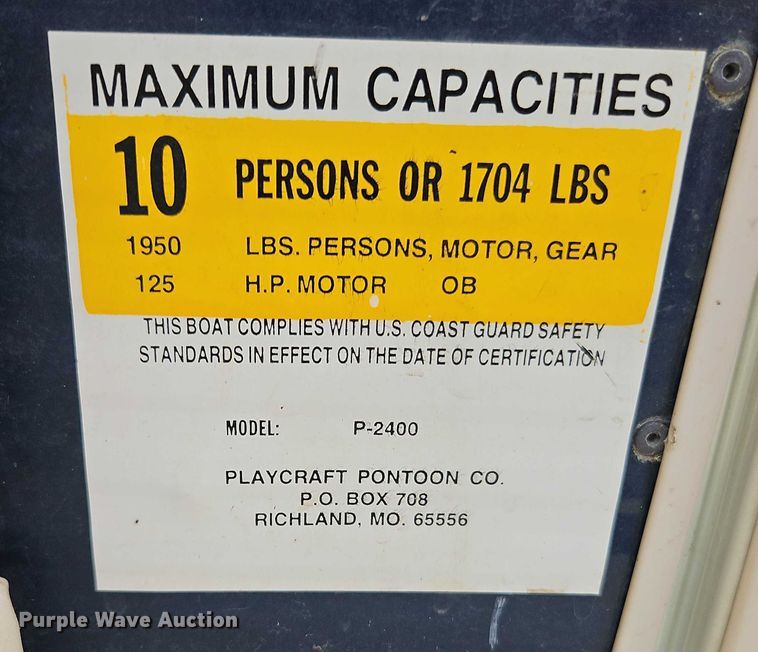 MAXIMUM CAPACITIES
10 PERSONS OR 1704 LBS
1950 LBS. PERSONS, MOTOR, GEAR
125 H.P. MOTOR OB
THIS BOAT COMPLIES WITH U.S. COAST GUARD SAFETY
STANDARDS IN EFFECT ON THE DATE OF CERTIFICATION
MODEL: P-2400
PLAYCRAFT PONTOON CO.
P.O. BOX 708
RICHLAND, MO. 65556
Purple Wave Auction